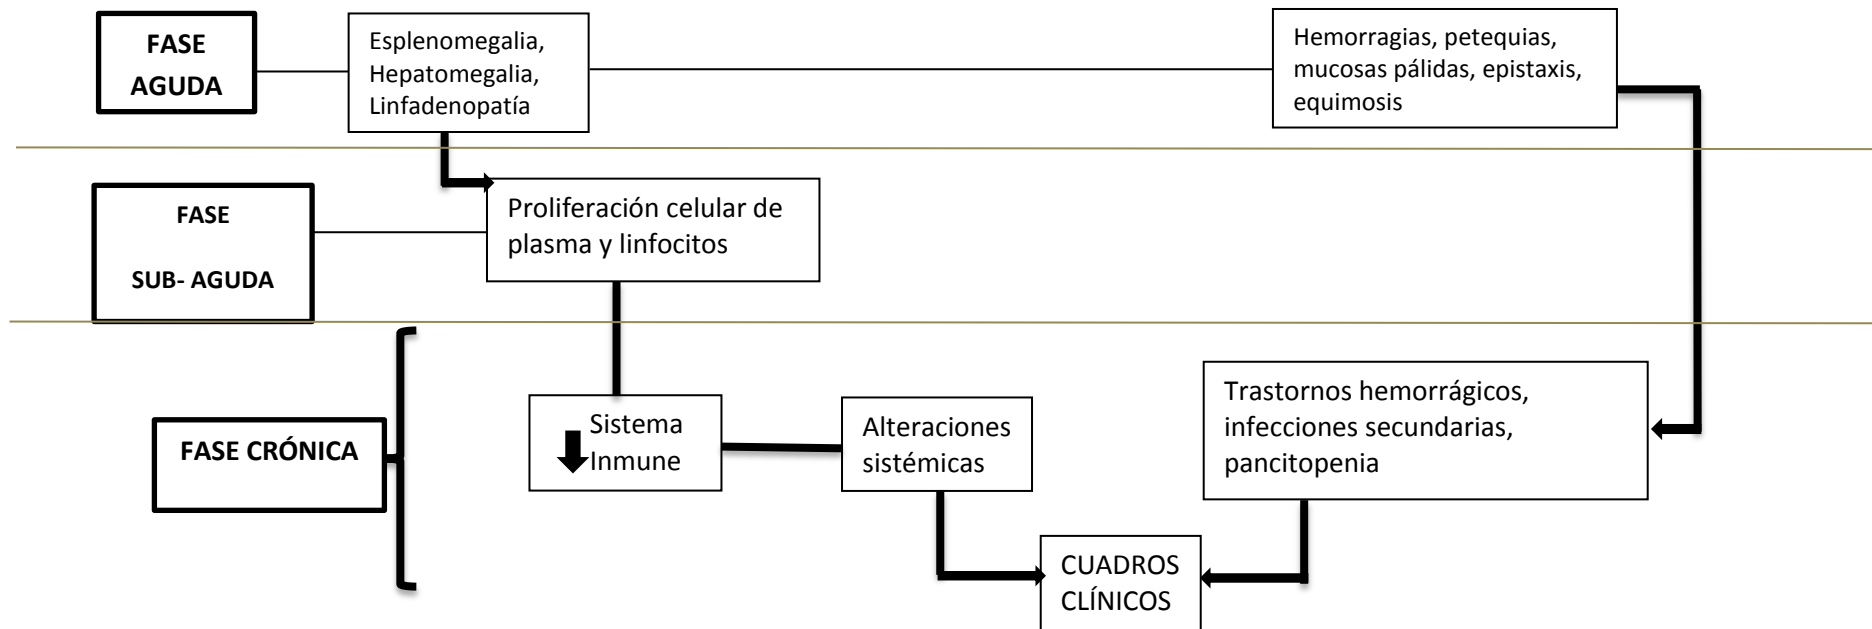 FASE
AGUDA
Esplenomegalia,
Hepatomegalia,
Linfadenopatía
Hemorragias, petequias,
mucosas pálidas, epistaxis,
equimosis
FASE
SUB- AGUDA
Proliferación celular de
plasma y linfocitos
FASE CRÓNICA
Sistema
Inmune
Alteraciones
sistémicas
Trastornos hemorrágicos,
infecciones secundarias,
pancitopenia
CUADROS
CLÍNICOS